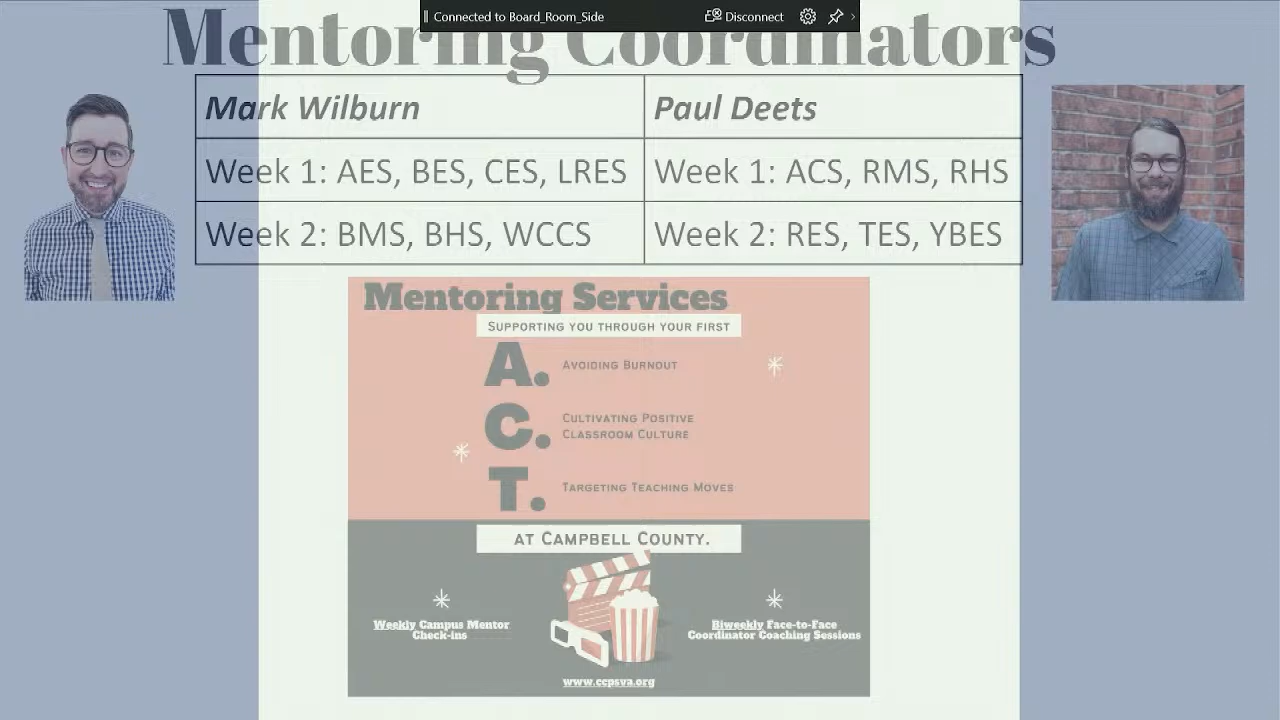 Connected to Board_Room_Side
Disconnect
Mentoring Coordinators
Mark Wilburn
Paul Deets
Week 1: AES, BES, CES, LRES
Week 1: ACS, RMS, RHS
Week 2: BMS, BHS, WCCS
Week 2: RES, TES, YBES
Mentoring Services
Supporting you through your first
A.
Avoiding Burnout
C.
Cultivating Positive
Classroom Culture
T.
Targeting Teaching Moves
at Campbell County.
Weekly Campus Mentor
Check-ins
Biweekly Face-to-Face
Coordinator Coaching Sessions
www.ccpsva.org